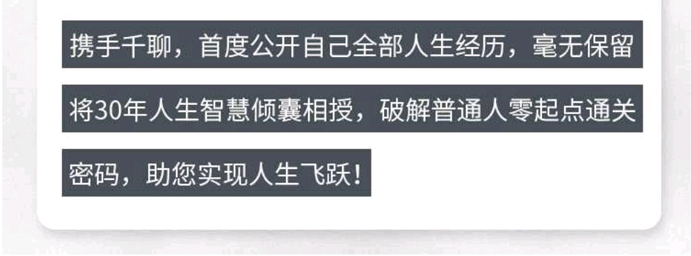 携手千聊，首度公开自己全部人生经历，毫无保留
将30年人生智慧倾囊相授，破解普通人零起点通关
密码，助您实现人生飞跃！